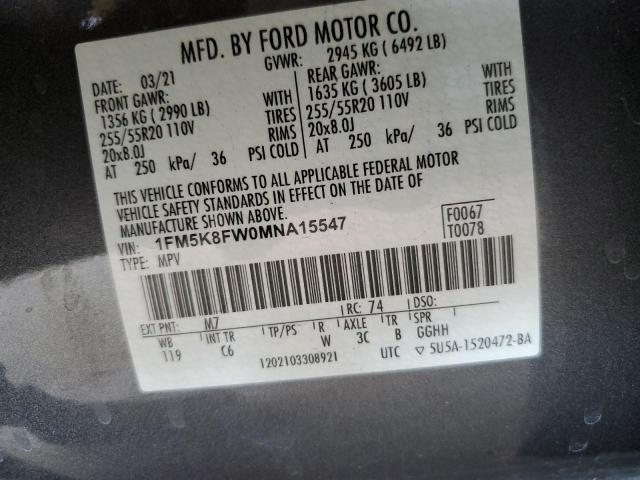 MFD. BY FORD MOTOR CO.
DATE: 03/21 GVWR: 2945 KG ( 6492 LB)
FRONT GAWR: REAR GAWR:
1356 KG ( 2990 LB) WITH 1635 KG ( 3605 LB) WITH
255/55R20 110V TIRES 255/55R20 110V TIRES
20x8.0J RIMS 20x8.0J RIMS
AT 250 kPa/ 36 PSI COLD AT 250 kPa/ 36 PSI COLD
THIS VEHICLE CONFORMS TO ALL APPLICABLE FEDERAL MOTOR
VEHICLE SAFETY STANDARDS IN EFFECT ON THE DATE OF
MANUFACTURE SHOWN ABOVE.
VIN: 1FM5K8FW0MNA15547 F0067
TYPE: MPV T0078
EXT PNT: M7 RC: 74 DSO:
WB INT TR TP/PS R AXLE TR SPR
119 C6 W 3C B GGHH
1202103308921 UTC ▽ 5U5A-1520472-BA